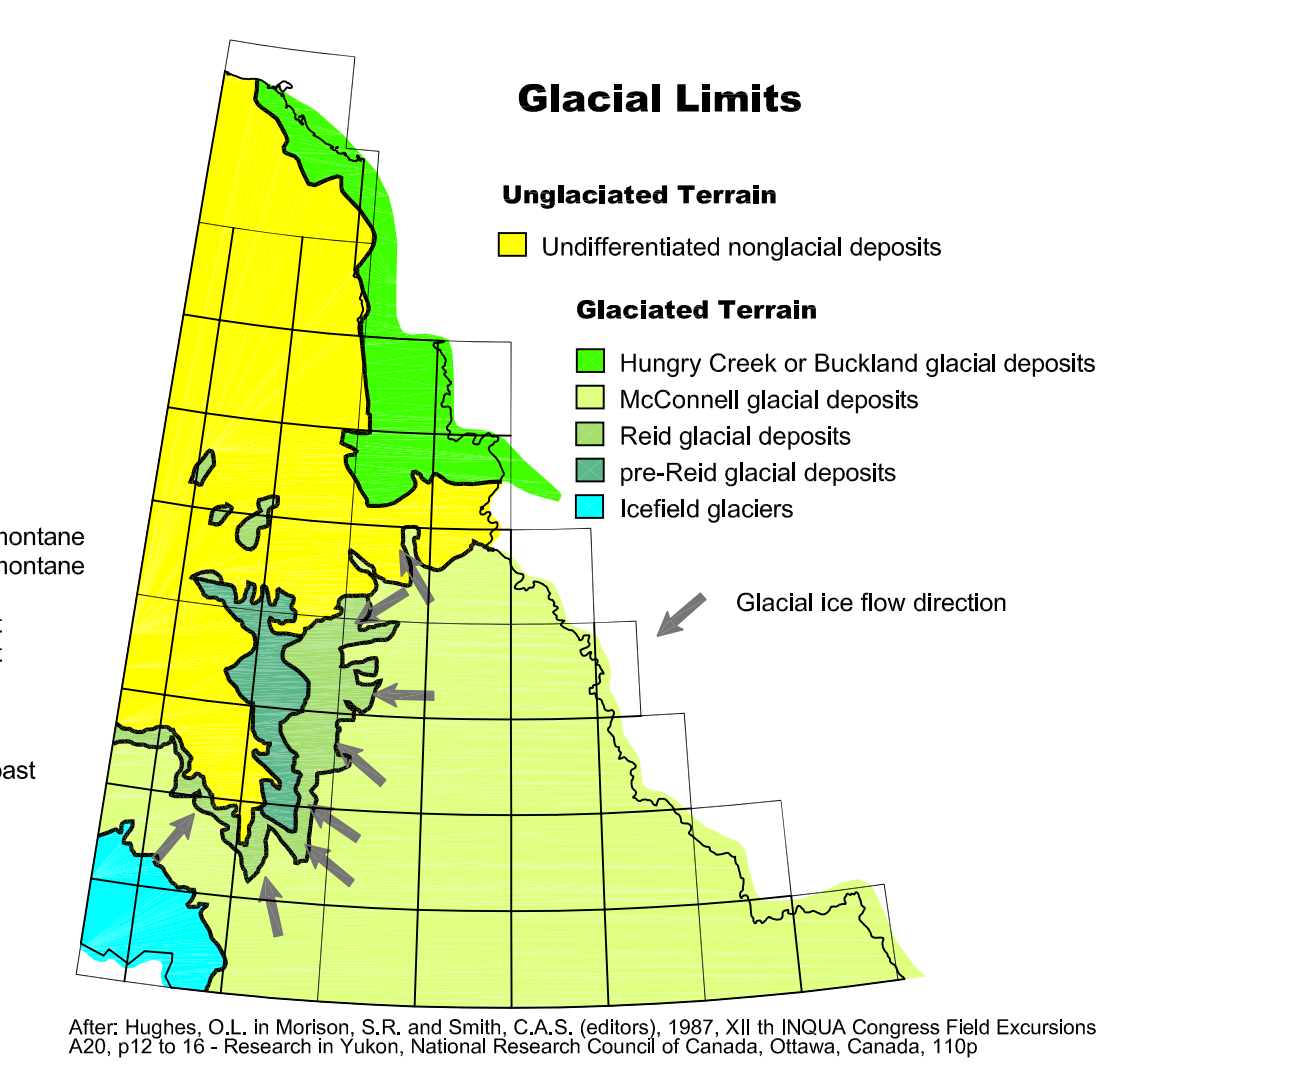 Glacial Limits
Unglaciated Terrain
Undifferentiated nonglacial deposits
Glaciated Terrain
Hungry Creek or Buckland glacial deposits
McConnell glacial deposits
Reid glacial deposits
pre-Reid glacial deposits
Icefield glaciers
montane
montane
Glacial ice flow direction
After: Hughes, O.L. in Morison, S.R. and Smith, C.A.S. (editors), 1987, XII th INQUA Congress Field Excursions
A20, p12 to 16 - Research in Yukon, National Research Council of Canada, Ottawa, Canada, 110p